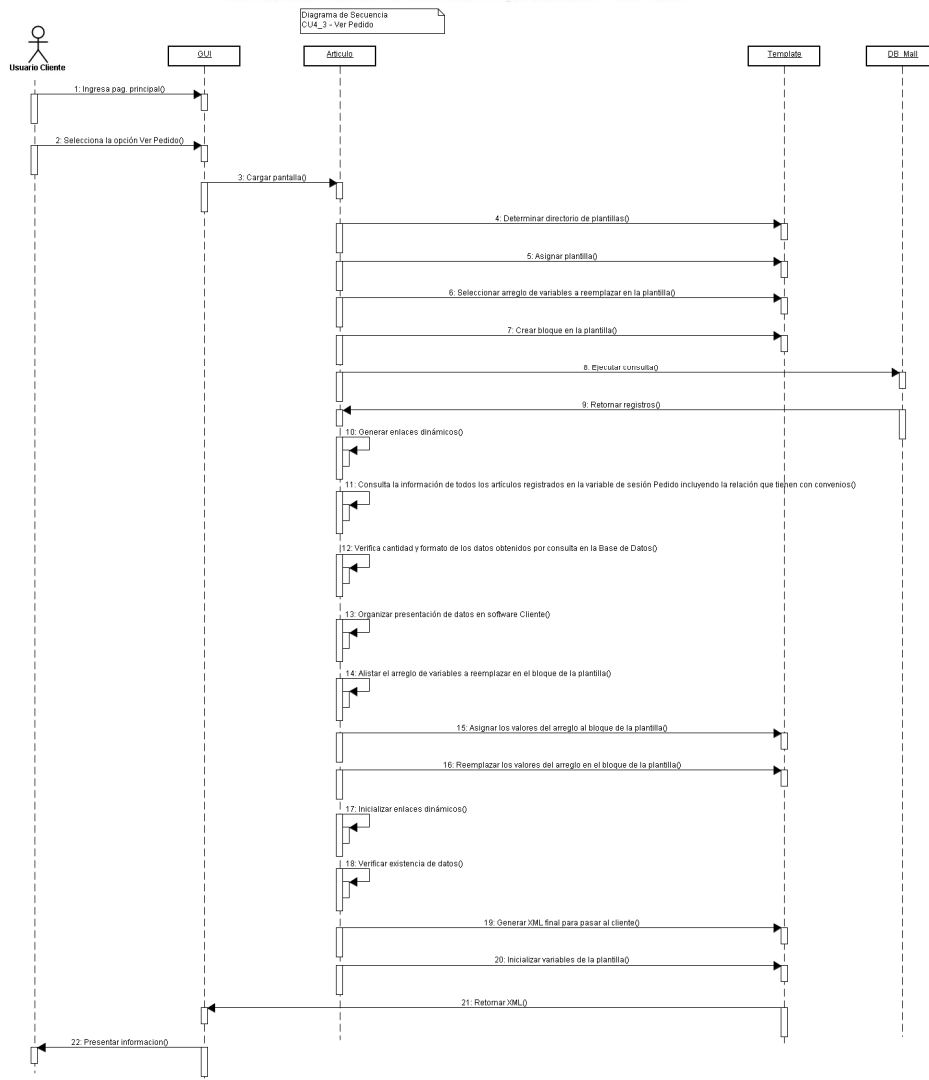 Diagrama de Secuencia
CU4_3 - Ver Pedido
Usuario Cliente
GUI
Articulo
Template
DB_Mall
1: Ingresa pag. principal()
2: Selecciona la opción Ver Pedido()
3: Cargar pantalla()
4: Determinar directorio de plantillas()
5: Asignar plantilla()
6: Seleccionar arreglo de variables a reemplazar en la plantilla()
7: Crear bloque en la plantilla()
8: Ejecutar consulta()
9: Retornar registros()
10: Generar enlaces dinámicos()
11: Consulta la información de todos los artículos registrados en la variable de sesión Pedido incluyendo la relación que tienen con convenios()
12: Verifica cantidad y formato de los datos obtenidos por consulta en la Base de Datos()
13: Organizar presentación de datos en software Cliente()
14: Alistar el arreglo de variables a reemplazar en el bloque de la plantilla()
15: Asignar los valores del arreglo al bloque de la plantilla()
16: Reemplazar los valores del arreglo en el bloque de la plantilla()
17: Inicializar enlaces dinámicos()
18: Verificar existencia de datos()
19: Generar XML final para pasar al cliente()
20: Inicializar variables de la plantilla()
21: Retornar XML()
22: Presentar informacion()